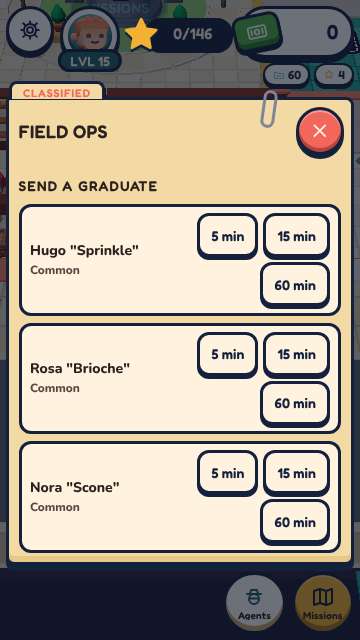 MISSIONS
LVL 15
0/146
0
60
4
CLASSIFIED
FIELD OPS
SEND A GRADUATE
Hugo "Sprinkle"
Common
5 min
15 min
60 min
Rosa "Brioche"
Common
5 min
15 min
60 min
Nora "Scone"
Common
5 min
15 min
60 min
Agents
Missions